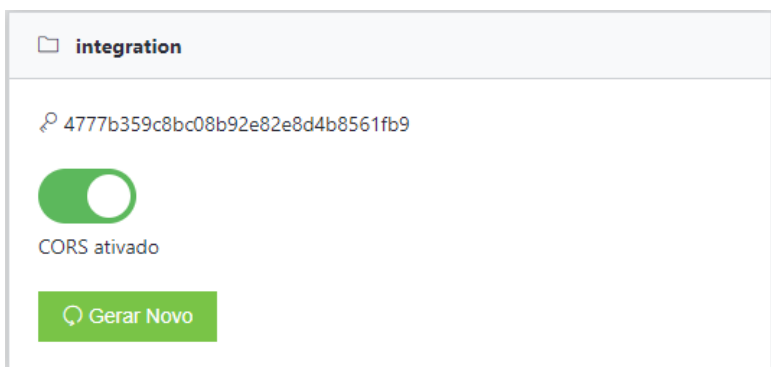 integration
4777b359c8bc08b92e82e8d4b8561fb9
CORS ativado
Gerar Novo